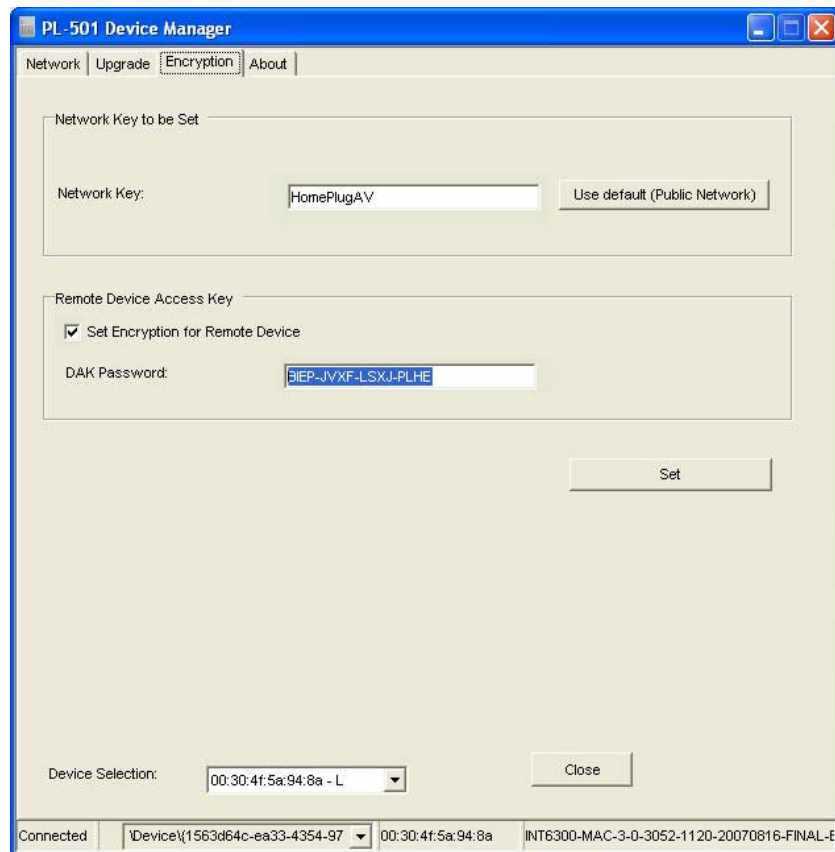 PL-501 Device Manager
Network Upgrade Encryption About
Network Key to be Set
Network Key: HomePlugAV Use default (Public Network)
Remote Device Access Key
Set Encryption for Remote Device
DAK Password: BIEP-JVXF-LSXJ-PLHE
Set
Device Selection: 00:30:4f:5a:94:8a - L Close
Connected \Device\{1563d64c-ea33-4354-97 00:30:4f:5a:94:8a INT6300-MAC-3-0-3052-1120-20070816-FINAL-E